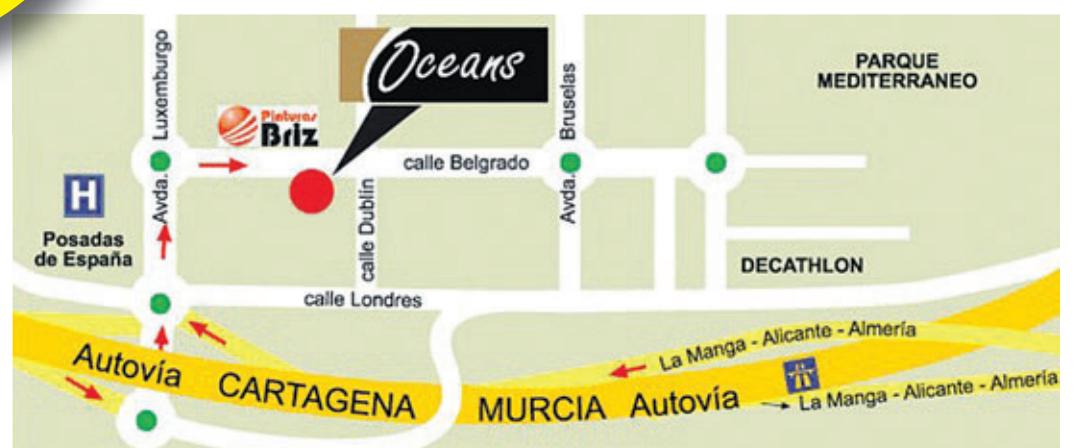 Oceans
PARQUE
MEDITERRANEO
Avda. Luxemburgo
Pinturas
Briz
calle Belgrado
Avda. Bruselas
H
Posadas
de España
calle Dublín
DECATHLON
calle Londres
Autovía CARTAGENA MURCIA Autovía
La Manga - Alicante - Almería
La Manga - Alicante - Almería